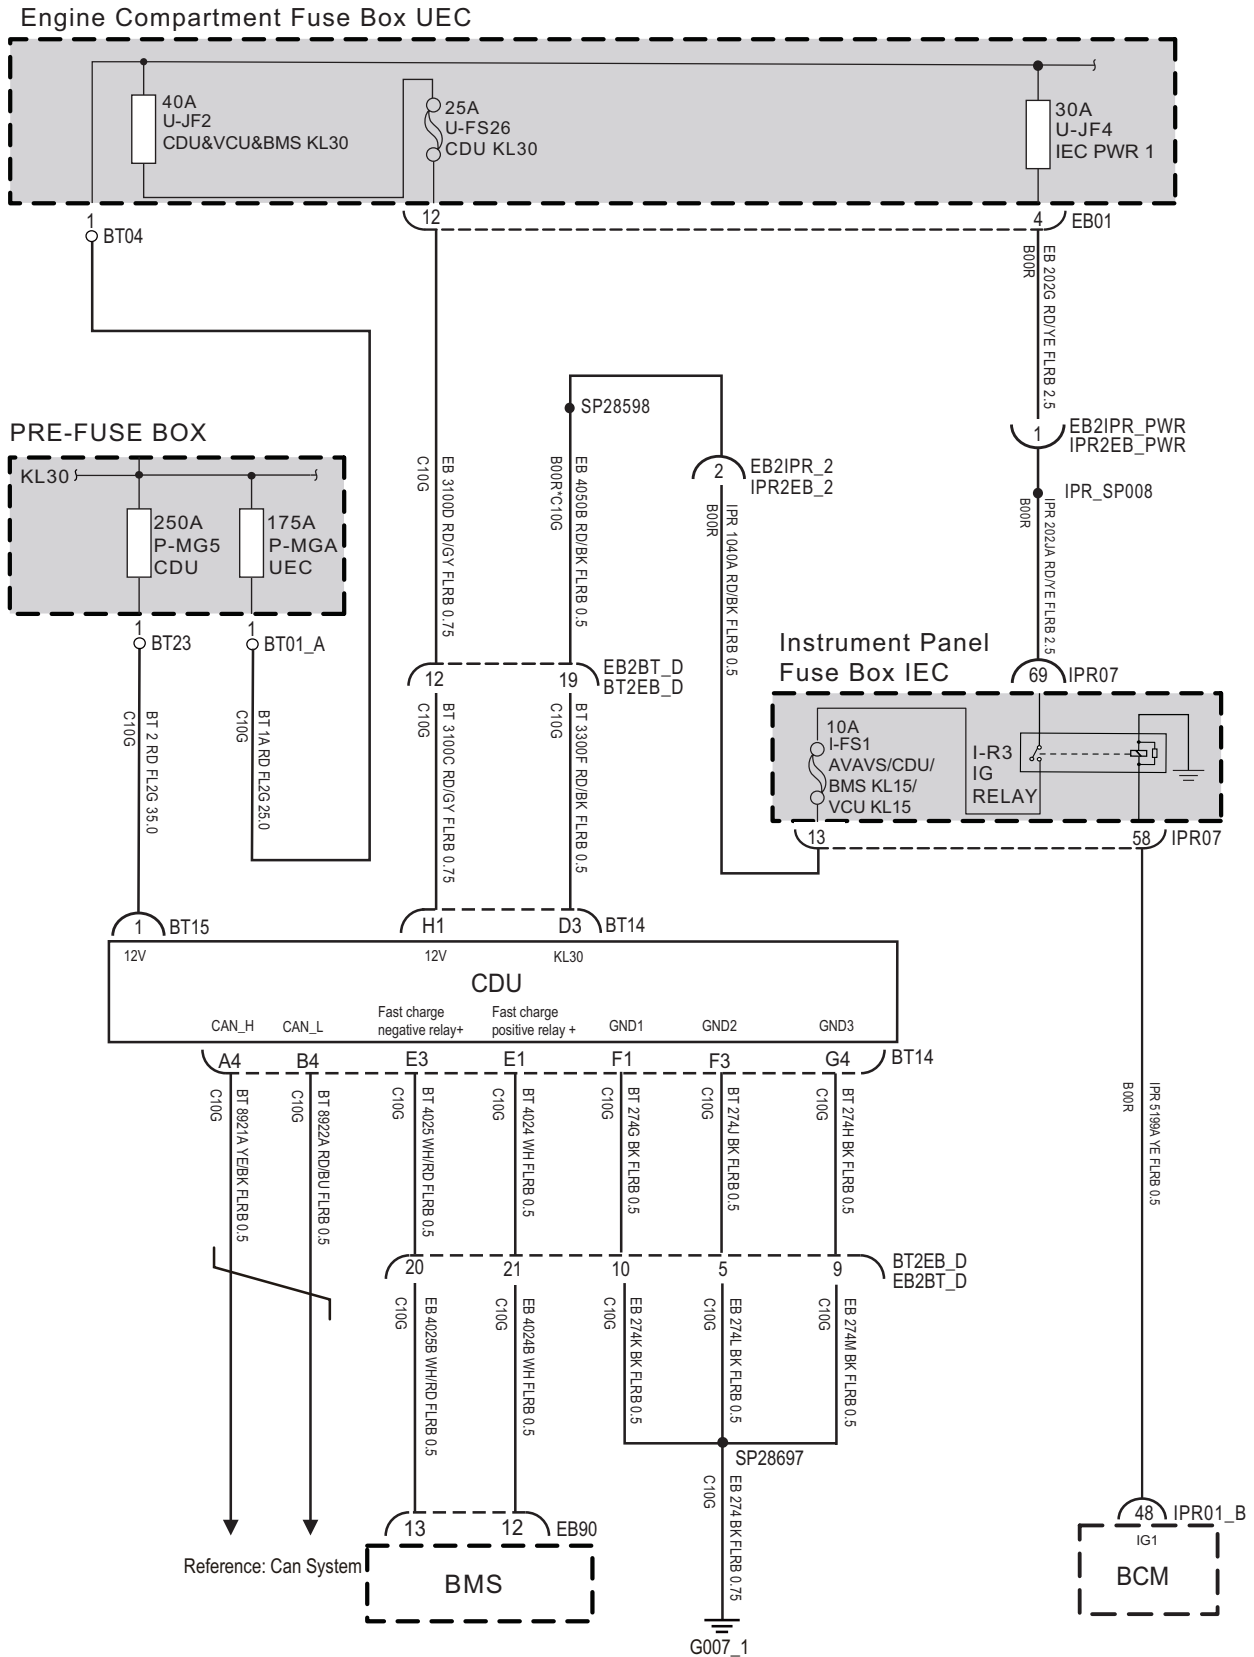 Engine Compartment Fuse Box UEC
40A
U-JF2
CDU&VCU&BMS KL30
25A
U-FS26
CDU KL30
30A
U-JF4
IEC PWR 1
1
BT04
12
4
EB01
EB 202G RD/YE FLRB 2.5
B00R
SP28598
1
EB2IPR_PWR
IPR2EB_PWR
PRE-FUSE BOX
KL30
250A
P-MG5
CDU
175A
P-MGA
UEC
EB 3100D RD/GY FLRB 0.75
C10G
EB 4050B RD/BK FLRB 0.5
B00R*C10G
2
EB2IPR_2
IPR2EB_2
IPR 1040A RD/BK FLRB 0.5
B00R
IPR_SP008
IPR 202JA RD/YE FLRB 2.5
B00R
1
BT23
1
BT01_A
12
19
EB2BT_D
BT2EB_D
Instrument Panel
Fuse Box IEC
69
IPR07
10A
I-FS1
AVAVS/CDU/
BMS KL15/
VCU KL15
I-R3
IG
RELAY
BT 2 RD FL2G 35.0
C10G
BT 1A RD FL2G 25.0
C10G
BT 3100C RD/GY FLRB 0.75
C10G
BT 3300F RD/BK FLRB 0.5
C10G
13
58
IPR07
1
BT15
H1
D3
BT14
12V
12V
KL30
CDU
CAN_H
CAN_L
Fast charge
negative relay+
Fast charge
positive relay +
GND1
GND2
GND3
A4
B4
E3
E1
F1
F3
G4
BT14
BT 8921A YE/BK FLRB 0.5
C10G
BT 8922A RD/BU FLRB 0.5
C10G
BT 4025 WH/RD FLRB 0.5
C10G
BT 4024 WH FLRB 0.5
C10G
BT 274G BK FLRB 0.5
C10G
BT 274J BK FLRB 0.5
C10G
BT 274H BK FLRB 0.5
C10G
IPR 5199A YE FLRB 0.5
B00R
20
21
10
5
9
BT2EB_D
EB2BT_D
EB 4025B WH/RD FLRB 0.5
C10G
EB 4024B WH FLRB 0.5
C10G
EB 274K BK FLRB 0.5
C10G
EB 274L BK FLRB 0.5
C10G
EB 274M BK FLRB 0.5
C10G
SP28697
EB 274 BK FLRB 0.75
C10G
13
12
EB90
BMS
Reference: Can System
48
IPR01_B
IG1
BCM
G007_1